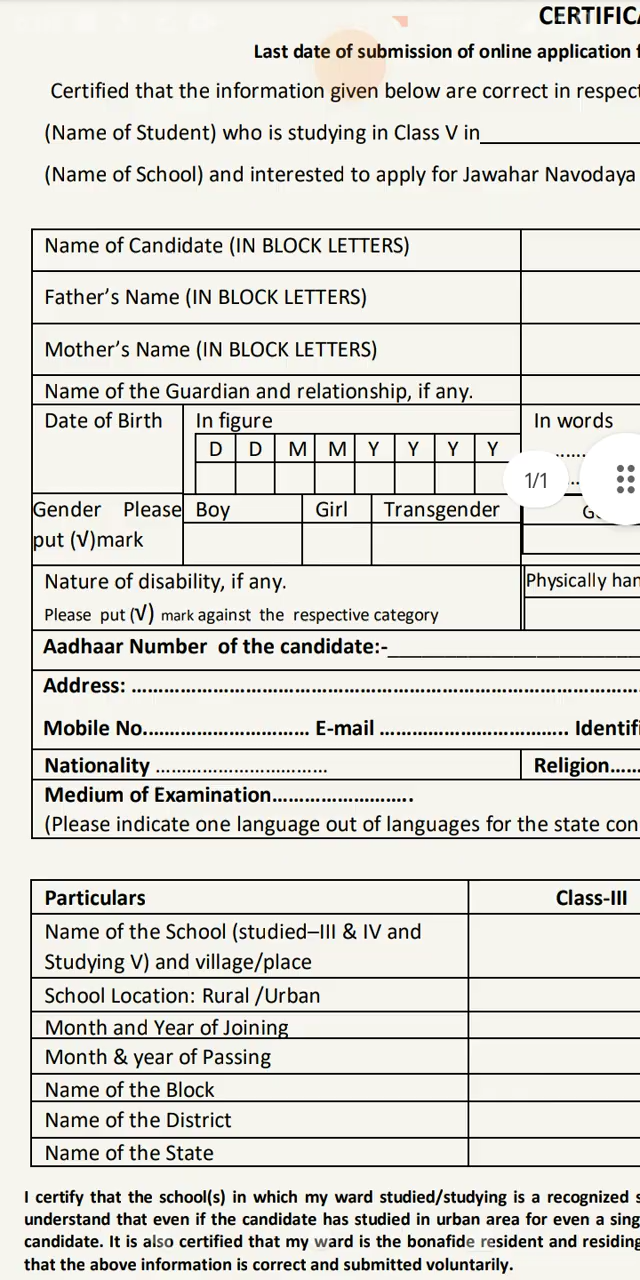 CERTIFICA
Last date of submission of online application f
Certified that the information given below are correct in respect
(Name of Student) who is studying in Class V in
(Name of School) and interested to apply for Jawahar Navodaya
Name of Candidate (IN BLOCK LETTERS)
Father's Name (IN BLOCK LETTERS)
Mother's Name (IN BLOCK LETTERS)
Name of the Guardian and relationship, if any.
Date of Birth In figure In words
D D M M Y Y Y Y
1/1
Gender Please Boy Girl Transgender
put (√)mark
Nature of disability, if any. Physically han
Please put (√) mark against the respective category
Aadhaar Number of the candidate:-
Address: ................................................................
Mobile No.............................. E-mail ................................. Identifi
Nationality ................................. Religion......
Medium of Examination.........................
(Please indicate one language out of languages for the state con
Particulars Class-III
Name of the School (studied–III & IV and
Studying V) and village/place
School Location: Rural /Urban
Month and Year of Joining
Month & year of Passing
Name of the Block
Name of the District
Name of the State
I certify that the school(s) in which my ward studied/studying is a recognized s
understand that even if the candidate has studied in urban area for even a sing
candidate. It is also certified that my ward is the bonafide resident and residing
that the above information is correct and submitted voluntarily.